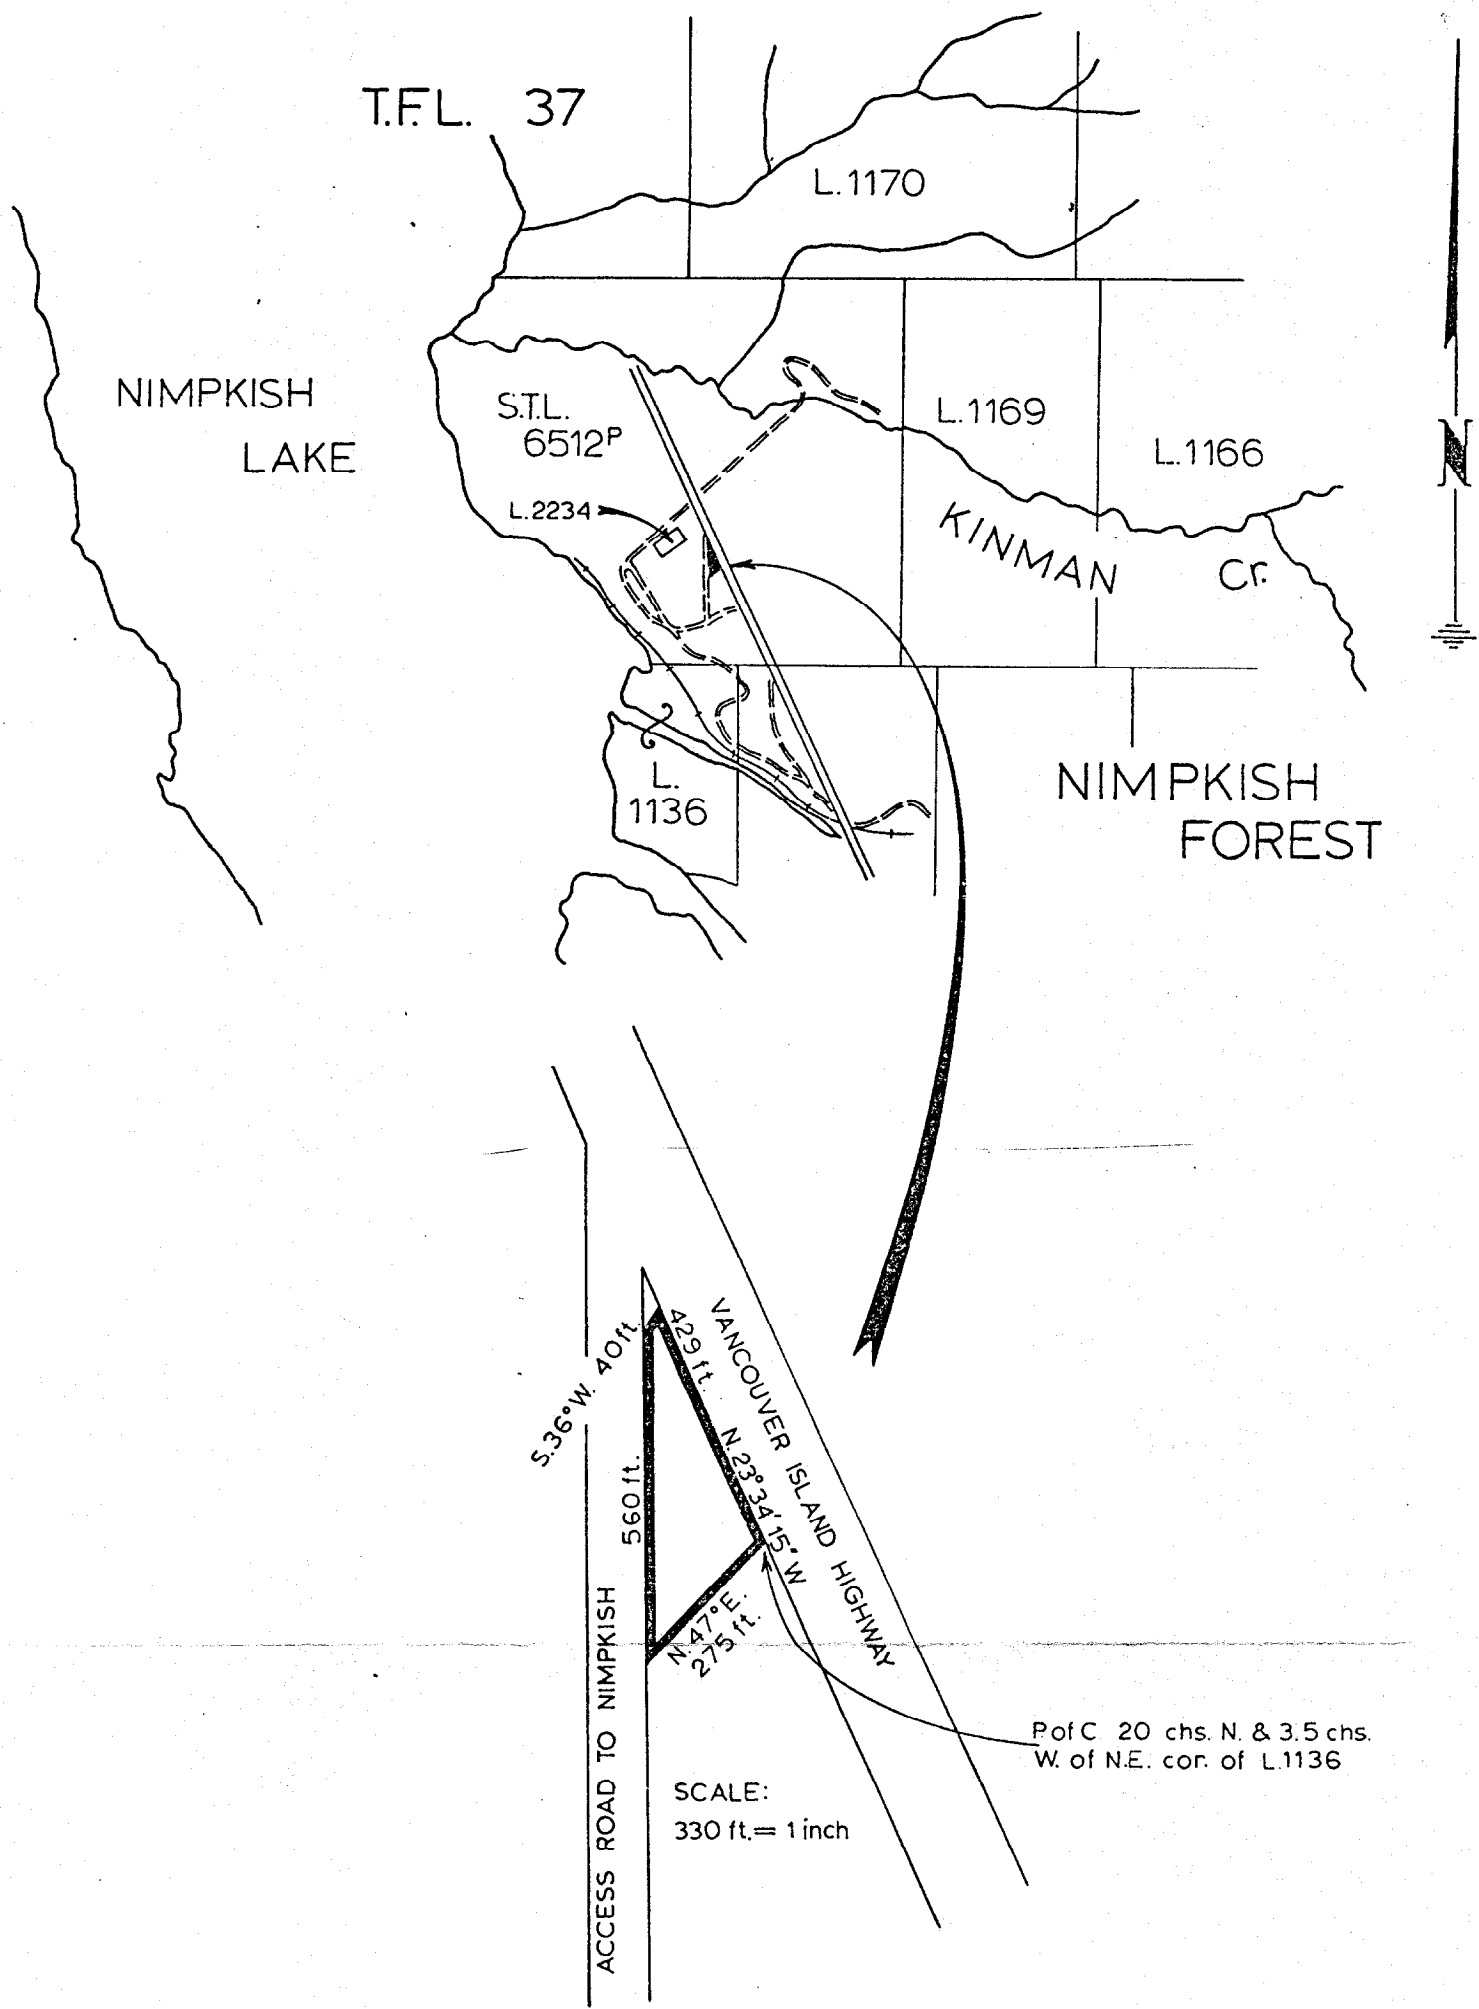 T.F.L. 37
L.1170
NIMPKISH
LAKE
S.T.L.
6512P
L.1169
L.1166
L.2234
KINMAN Cr.
N
L.
1136
NIMPKISH
FOREST
S.36°W. 40ft.
429 ft. N.23°34'15"W
VANCOUVER ISLAND HIGHWAY
560 ft.
N.47°E.
275 ft.
ACCESS ROAD TO NIMPKISH
P of C 20 chs. N. & 3.5 chs.
W. of N.E. cor. of L.1136
SCALE:
330 ft.= 1 inch